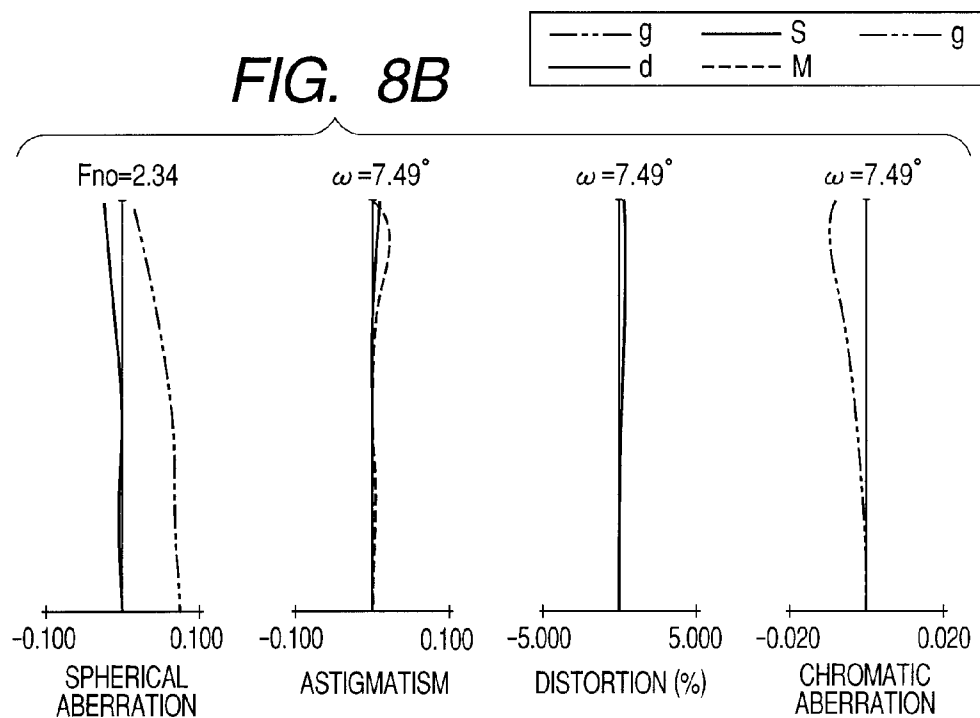 FIG. 8B
g S g
d M
Fno=2.34 ω=7.49° ω=7.49° ω=7.49°
-0.100 0.100 -0.100 0.100 -5.000 5.000 -0.020 0.020
SPHERICAL
ABERRATION
ASTIGMATISM
DISTORTION (%)
CHROMATIC
ABERRATION